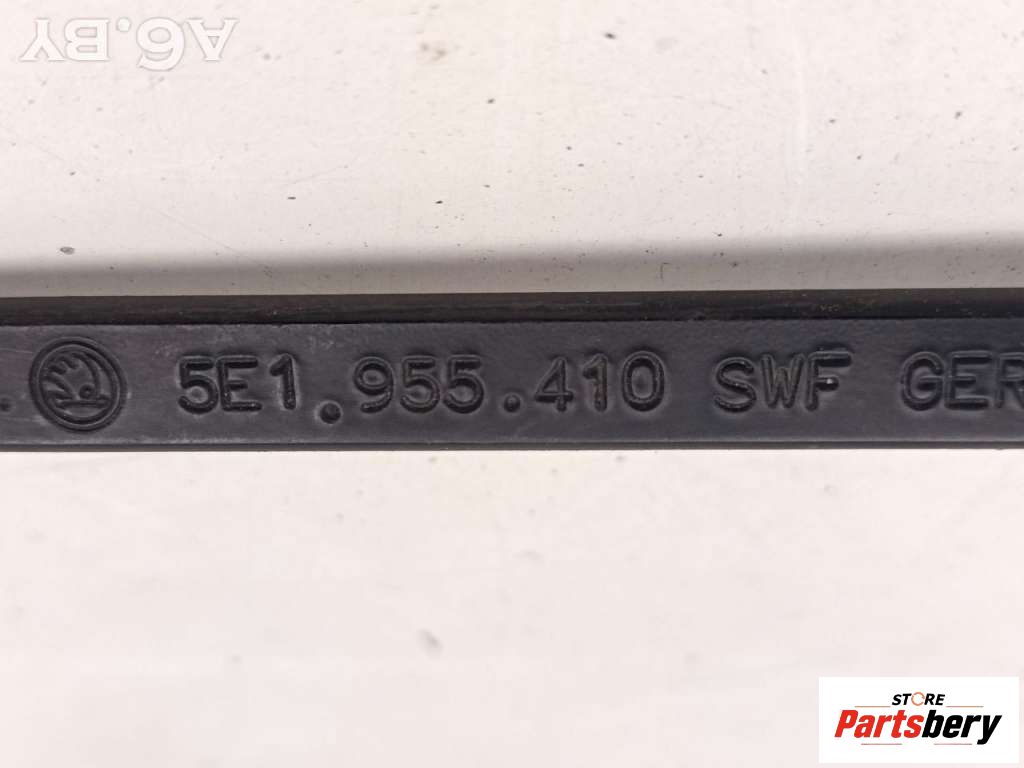 A6.BY
5E1.955.410 SWF GER
STORE
Partsbery